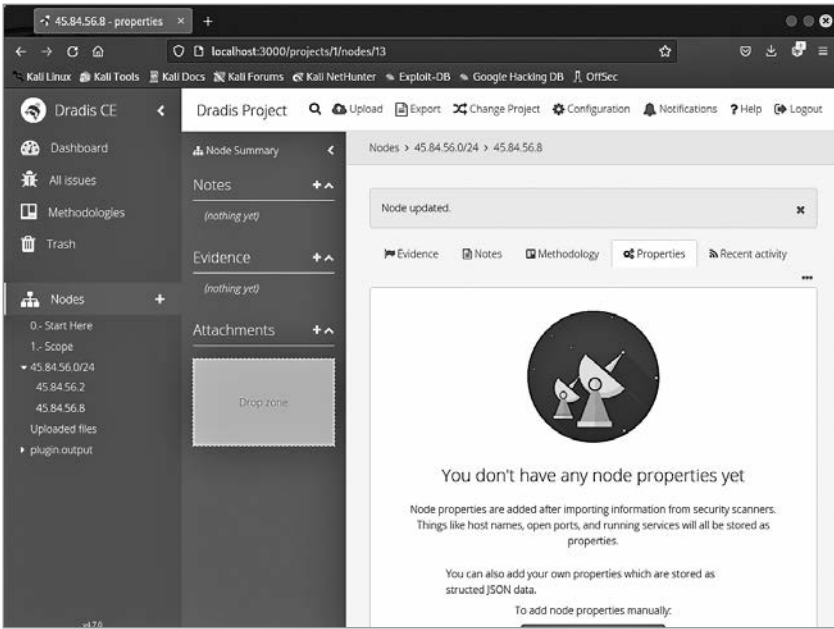 45.84.56.8 - properties
localhost:3000/projects/1/nodes/13
Kali Linux Kali Tools Kali Docs Kali Forums Kali NetHunter Exploit-DB Google Hacking DB OffSec
Dradis CE
Dradis Project Upload Export Change Project Configuration Notifications ? Help Logout
Dashboard
All issues
Methodologies
Trash
Nodes +
0.- Start Here
1.- Scope
45.84.56.0/24
45.84.56.2
45.84.56.8
Uploaded files
plugin.output
v4.7.0
Node Summary
Notes
(nothing yet)
Evidence
(nothing yet)
Attachments
Drop zone
Nodes > 45.84.56.0/24 > 45.84.56.8
Node updated.
Evidence Notes Methodology Properties Recent activity
You don't have any node properties yet
Node properties are added after importing information from security scanners.
Things like host names, open ports, and running services will all be stored as
properties.
You can also add your own properties which are stored as
structed JSON data.
To add node properties manually: